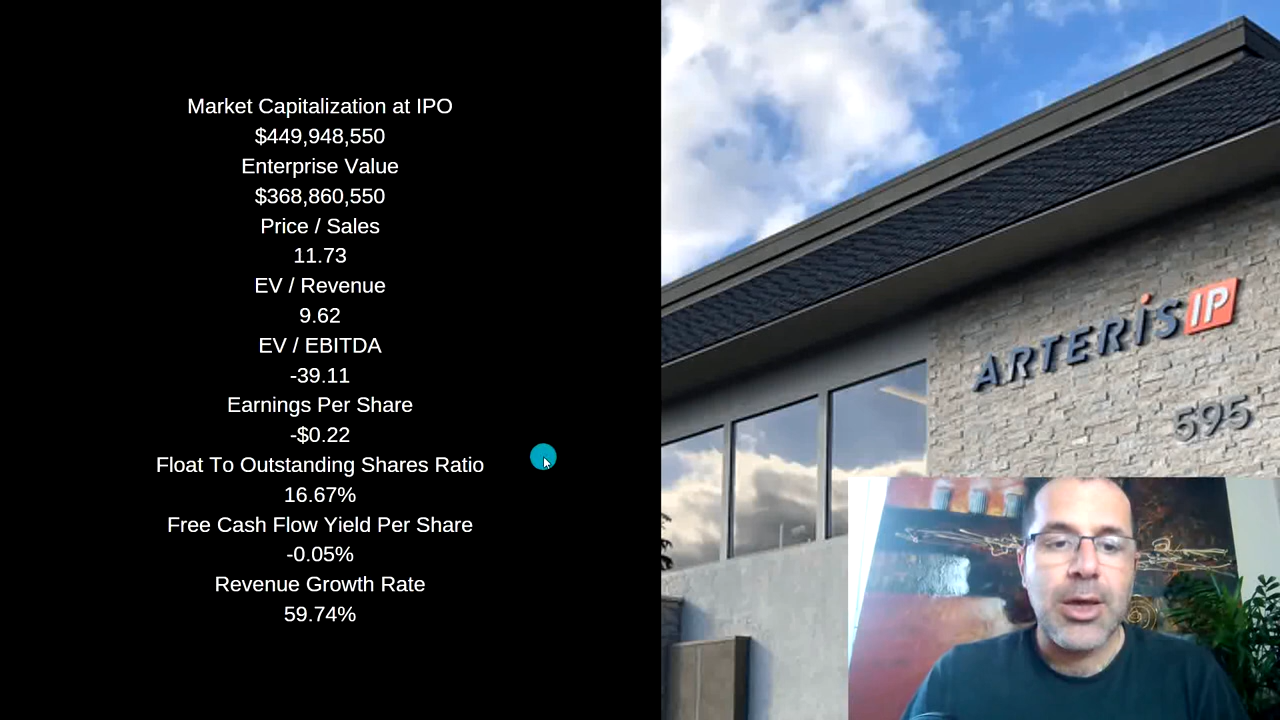 Market Capitalization at IPO
$449,948,550
Enterprise Value
$368,860,550
Price / Sales
11.73
EV / Revenue
9.62
EV / EBITDA
-39.11
Earnings Per Share
-$0.22
Float To Outstanding Shares Ratio
16.67%
Free Cash Flow Yield Per Share
-0.05%
Revenue Growth Rate
59.74%
ARTERIS IP
595